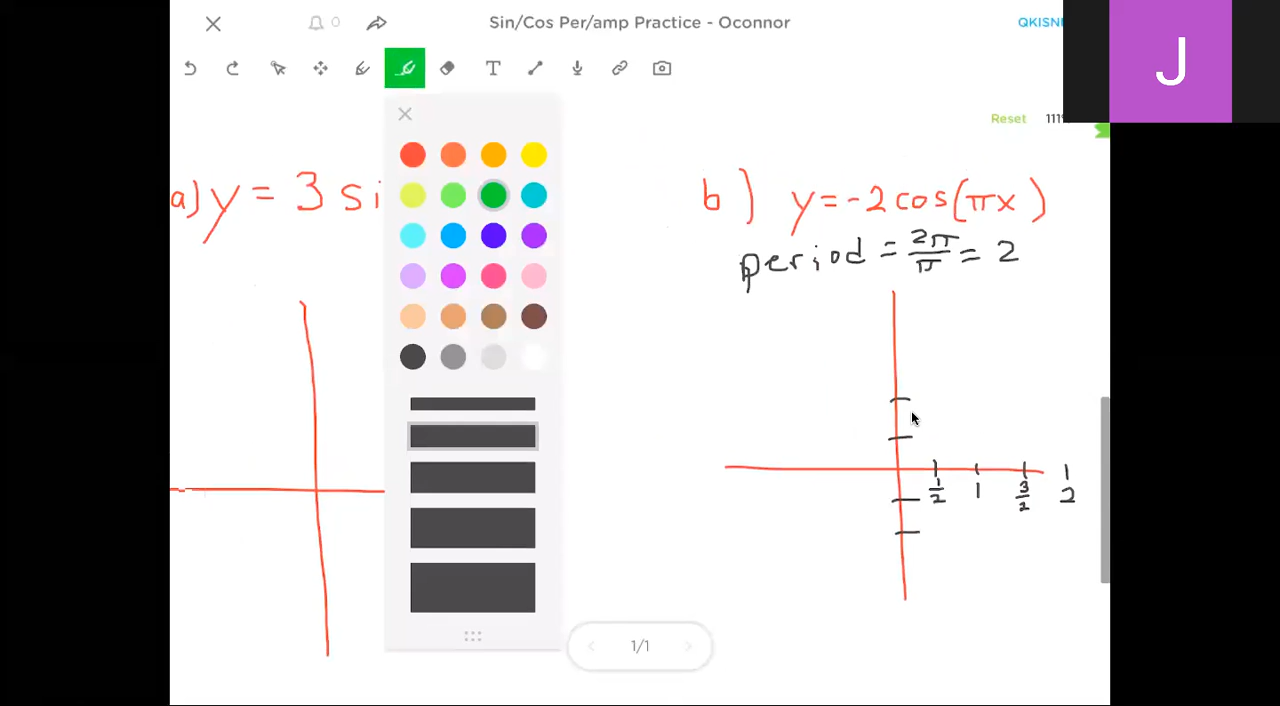 0
Sin/Cos Per/amp Practice - Oconnor
T
J
Reset
a) y = 3 si
b) y = -2 cos(πx)
period = 2π/π = 2
1/2 1 3/2 2
1/1